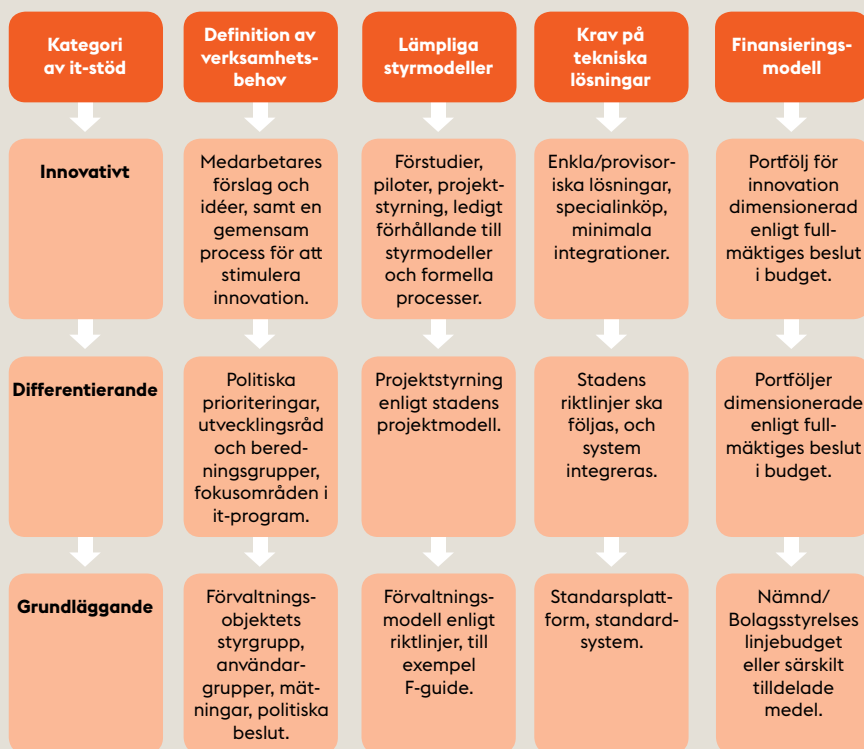 Kategori
av it-stöd
Definition av
verksamhets-
behov
Lämpliga
styrmodeller
Krav på
tekniska
lösningar
Finansierings-
modell
Innovativt
Medarbetares
förslag och
idéer, samt en
gemensam
process för att
stimulera
innovation.
Förstudier,
piloter, projekt-
styrning, ledigt
förhållande till
styrmodeller
och formella
processer.
Enkla/provisor-
iska lösningar,
specialinköp,
minimala
integrationer.
Portfölj för
innovation
dimensionerad
enligt full-
mäktiges beslut
i budget.
Differentierande
Politiska
prioriteringar,
utvecklingsråd
och bered-
ningsgrupper,
fokusområden i
it-program.
Projektstyrning
enligt stadens
projektmodell.
Stadens
riktlinjer ska
följas, och
system
integreras.
Portföljer
dimensionerade
enligt full-
mäktiges beslut
i budget.
Grundläggande
Förvaltnings-
objektets
styrgrupp,
användar-
grupper, mät-
ningar, politiska
beslut.
Förvaltnings-
modell enligt
riktlinjer, till
exempel
F-guide.
Standarsplatt-
form, standard-
system.
Nämnd/
Bolagsstyrelses
linjebudget
eller särskilt
tilldelade
medel.